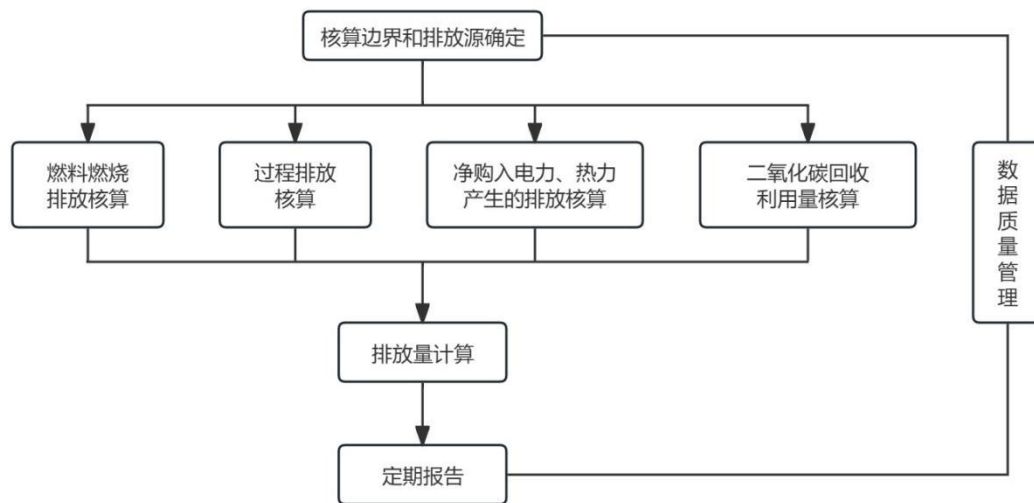 核算边界和排放源确定
燃料燃烧
排放核算
过程排放
核算
净购入电力、热力
产生的排放核算
二氧化碳回收
利用量核算
数据质量管理
排放量计算
定期报告